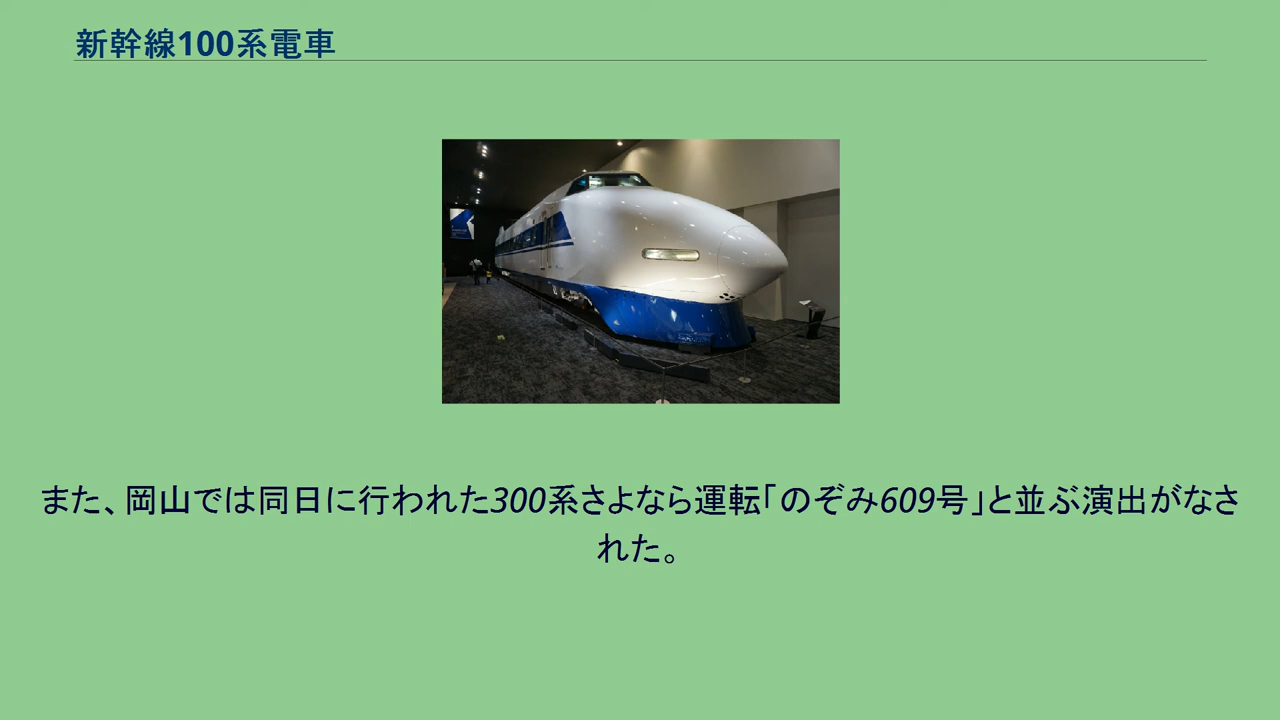 新幹線100系電車
また、岡山では同日に行われた300系さよなら運転「のぞみ609号」と並ぶ演出がなさ
れた。